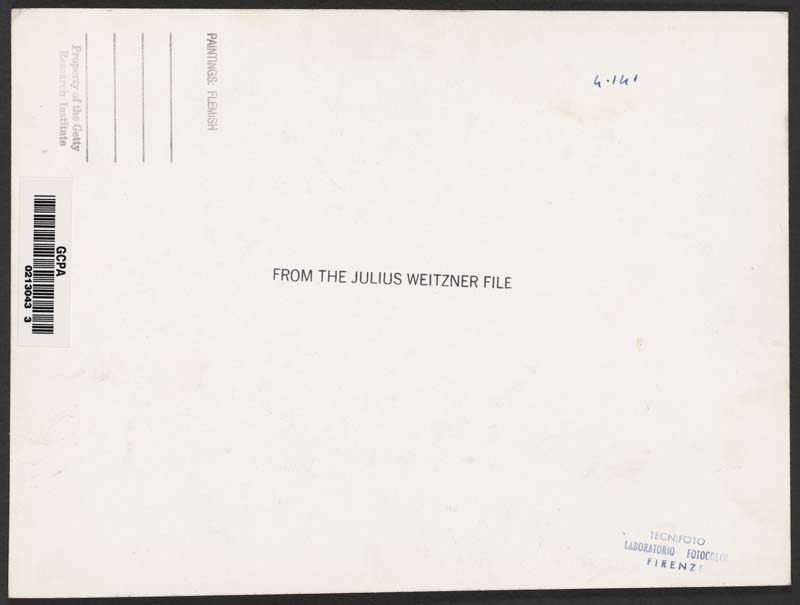 PAINTINGS: FLEMISH
Property of the Getty
Research Institute
h.141
GCPA
0213043 3
FROM THE JULIUS WEITZNER FILE
TECNIFOTO
LABORATORIO FOTOCOLOR
FIRENZE